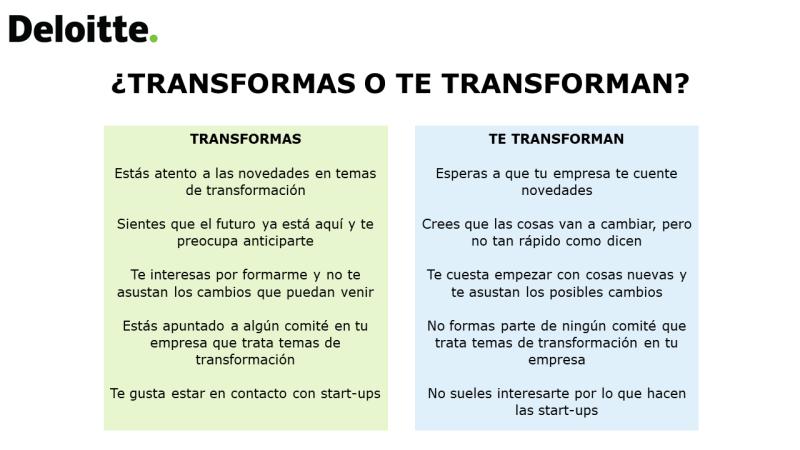 Deloitte.
¿TRANSFORMAS O TE TRANSFORMAN?
TRANSFORMAS
Estás atento a las novedades en temas
de transformación
Sientes que el futuro ya está aquí y te
preocupa anticiparte
Te interesas por formarme y no te
asustan los cambios que puedan venir
Estás apuntado a algún comité en tu
empresa que trata temas de
transformación
Te gusta estar en contacto con start-ups
TE TRANSFORMAN
Esperas a que tu empresa te cuente
novedades
Crees que las cosas van a cambiar, pero
no tan rápido como dicen
Te cuesta empezar con cosas nuevas y
te asustan los posibles cambios
No formas parte de ningún comité que
trata temas de transformación en tu
empresa
No sueles interesarte por lo que hacen
las start-ups